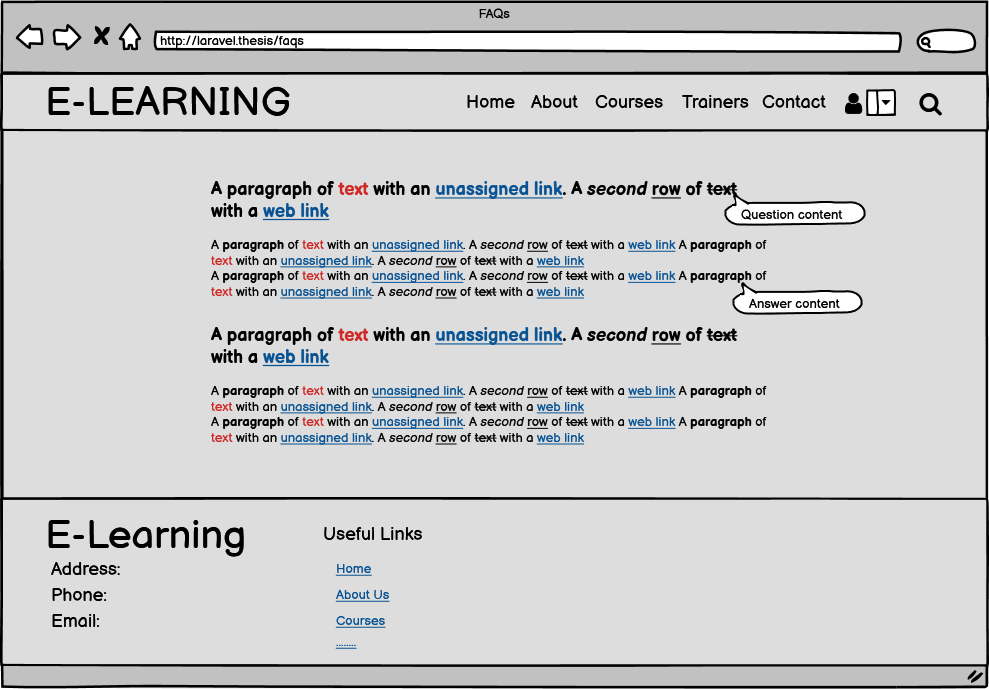 FAQs
http://laravel.thesis/faqs
E-LEARNING
Home About Courses Trainers Contact
A paragraph of text with an unassigned link. A second row of text
with a web link
Question content
A paragraph of text with an unassigned link. A second row of text with a web link A paragraph of
text with an unassigned link. A second row of text with a web link
A paragraph of text with an unassigned link. A second row of text with a web link A paragraph of
text with an unassigned link. A second row of text with a web link
Answer content
A paragraph of text with an unassigned link. A second row of text
with a web link
A paragraph of text with an unassigned link. A second row of text with a web link A paragraph of
text with an unassigned link. A second row of text with a web link
A paragraph of text with an unassigned link. A second row of text with a web link A paragraph of
text with an unassigned link. A second row of text with a web link
E-Learning
Address:
Phone:
Email:
Useful Links
Home
About Us
Courses
........